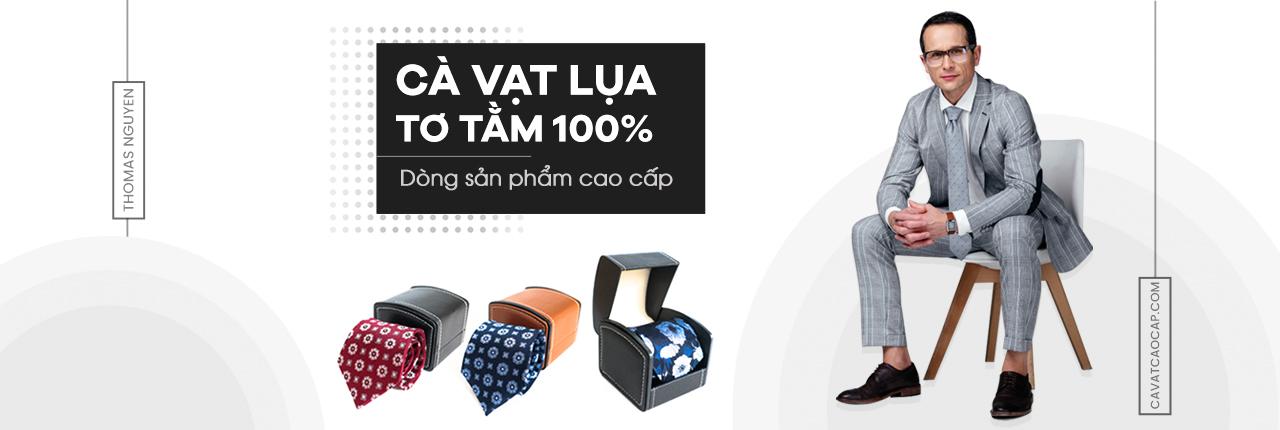 THOMAS NGUYEN
CÀ VẠT LỤA
TƠ TẰM 100%
Dòng sản phẩm cao cấp
CAVATCAOCAP.COM